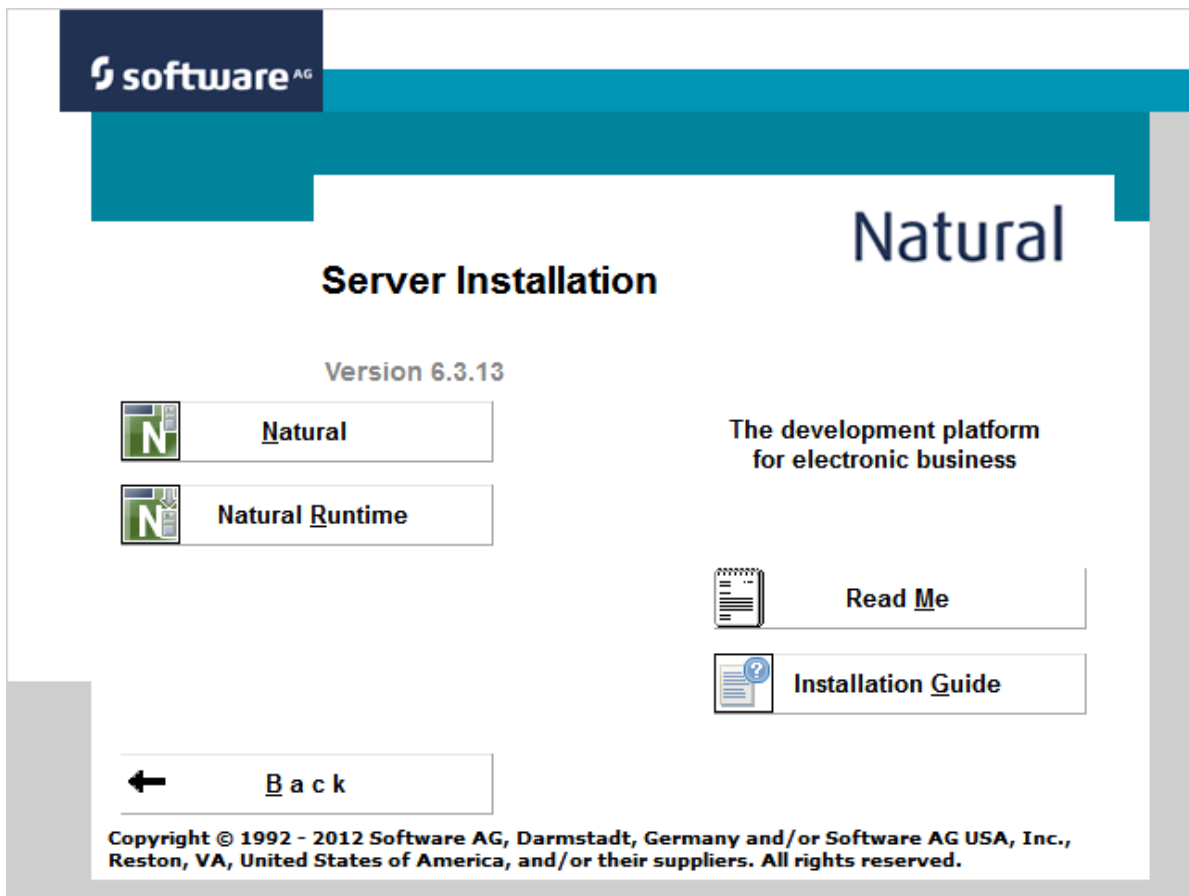 software AG
Natural
Server Installation
Version 6.3.13
Natural
The development platform
for electronic business
Natural Runtime
Read Me
Installation Guide
B a c k
Copyright © 1992 - 2012 Software AG, Darmstadt, Germany and/or Software AG USA, Inc.,
Reston, VA, United States of America, and/or their suppliers. All rights reserved.